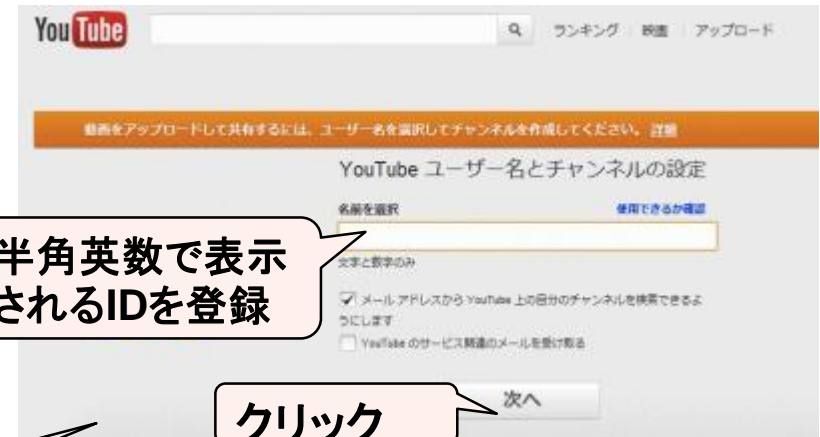 YouTube
ランキング 映画 アップロード
動画をアップロードして共有するには、ユーザー名を選択してチャンネルを作成してください。 詳細
YouTube ユーザー名とチャンネルの設定
名前を選択 使用できるか確認
半角英数で表示
されるIDを登録
文字と数字のみ
メール アドレスから YouTube 上の自分のチャンネルを検索できるよ
うにします
YouTube のサービス関連のメールを受け取る
次へ
クリック